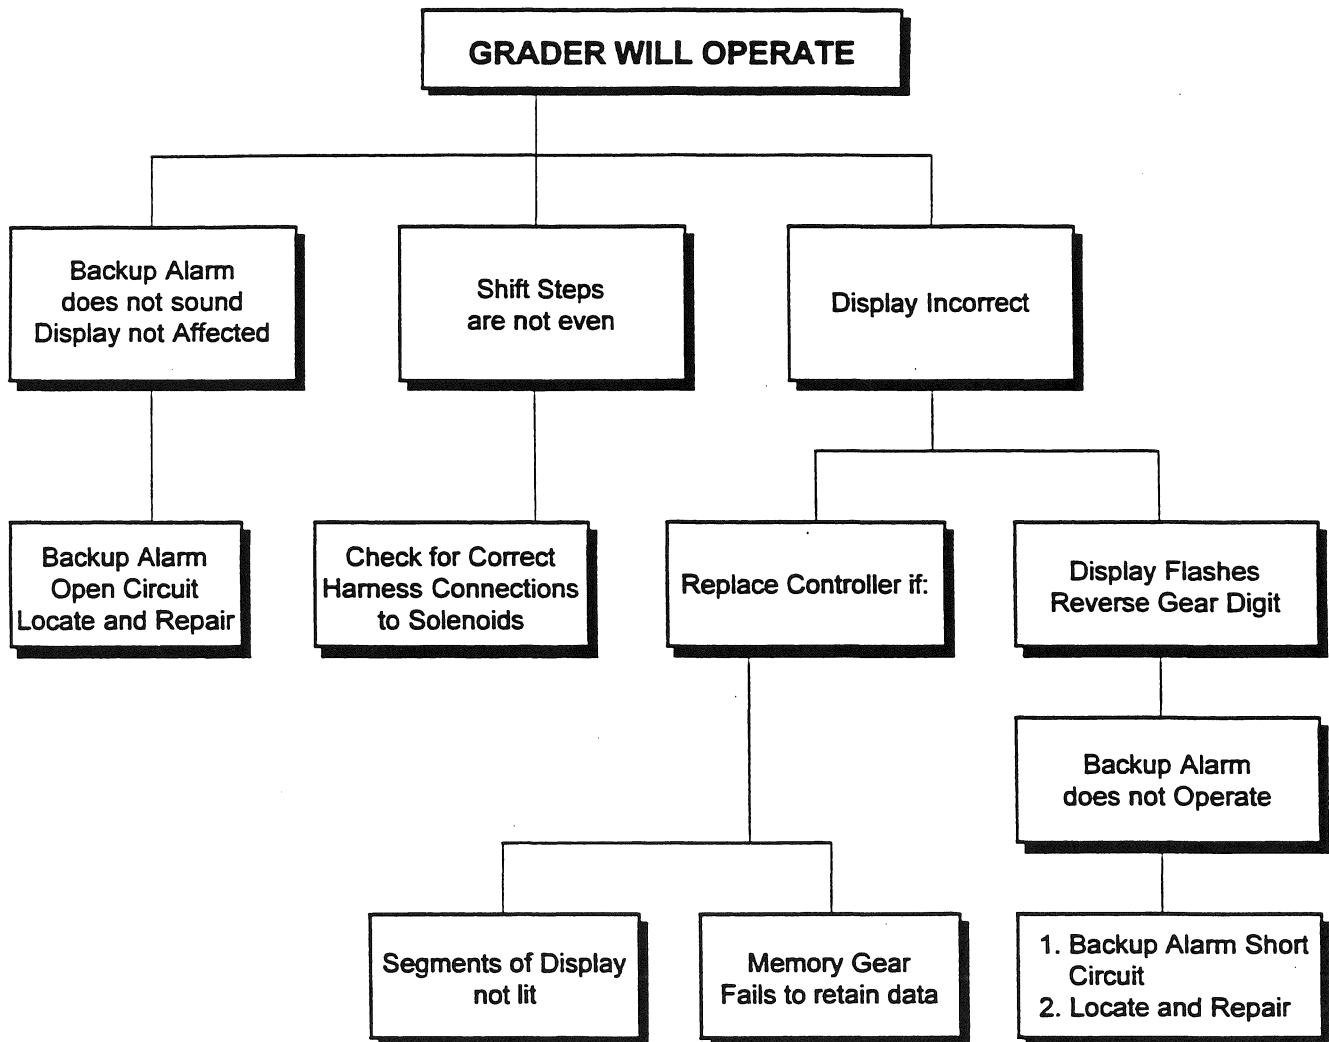 GRADER WILL OPERATE
Backup Alarm
does not sound
Display not Affected
Shift Steps
are not even
Display Incorrect
Backup Alarm
Open Circuit
Locate and Repair
Check for Correct
Harness Connections
to Solenoids
Replace Controller if:
Display Flashes
Reverse Gear Digit
Backup Alarm
does not Operate
Segments of Display
not lit
Memory Gear
Fails to retain data
1. Backup Alarm Short
Circuit
2. Locate and Repair